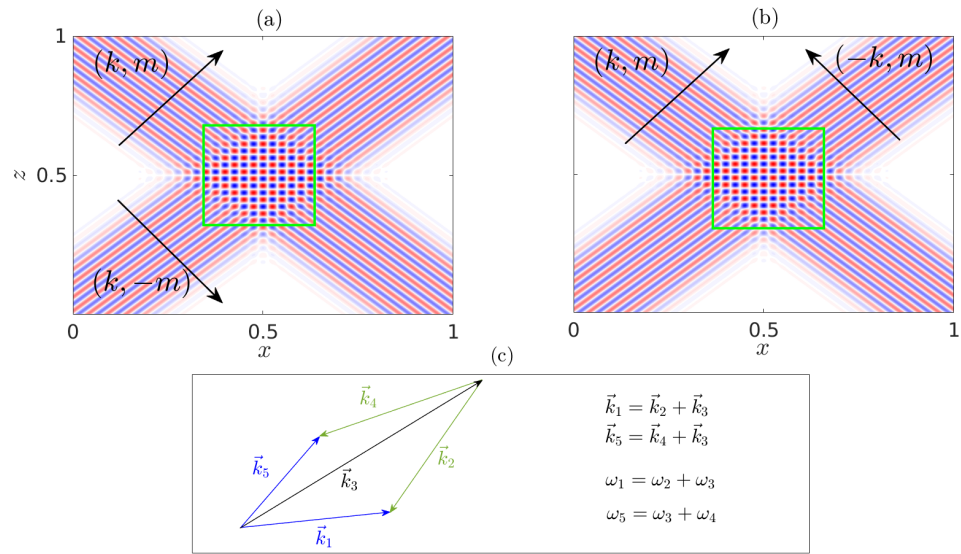 (a)
(k, m)
(k, −m)
1
0.5
z
0
0.5
1
x
(b)
(k, m)
(−k, m)
0
0.5
1
x
(c)
k⃗₄
k⃗₅
k⃗₃
k⃗₂
k⃗₁
k⃗₁ = k⃗₂ + k⃗₃
k⃗₅ = k⃗₄ + k⃗₃
ω₁ = ω₂ + ω₃
ω₅ = ω₃ + ω₄